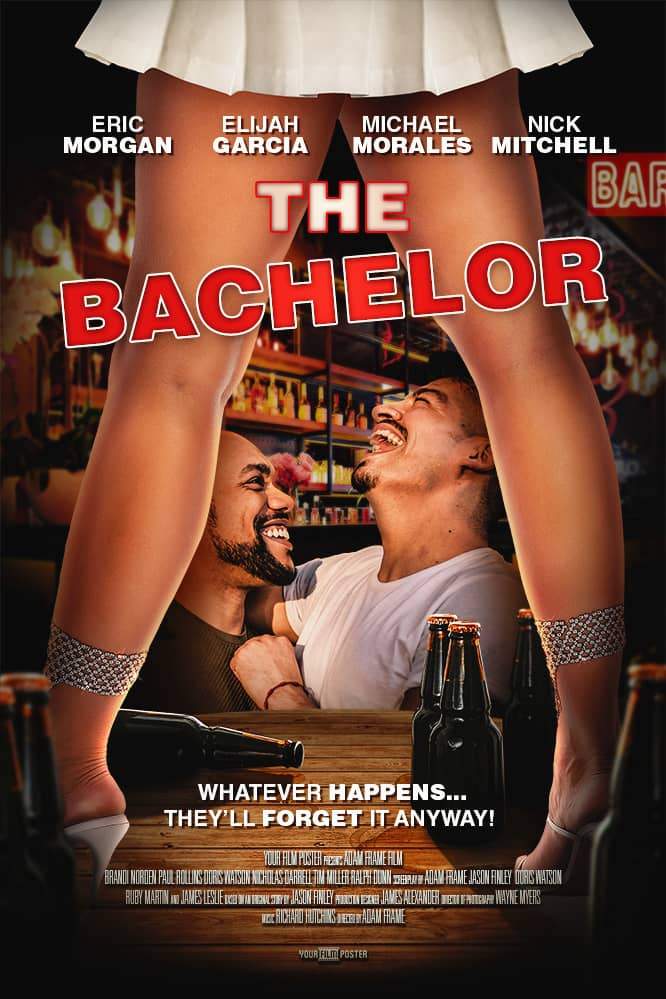 ERIC MORGAN
ELIJAH GARCIA
MICHAEL MORALES
NICK MITCHELL
BAR
THE
BACHELOR
WHATEVER HAPPENS...
THEY'LL FORGET IT ANYWAY!
YOUR FILM POSTER PRESENTS ADAM FRAME FILM
BRANDI NORDEN PAUL ROLLINS DORIS WATSON NICHOLAS DARRELL TIM MILLER RALPH DUNN SCREENPLAY BY ADAM FRAME JASON FINLEY DORIS WATSON
RUBY MARTIN AND JAMES LESLIE BASED ON AN ORIGINAL STORY BY JASON FINLEY PRODUCTION DESIGNER JAMES ALEXANDER DIRECTOR OF PHOTOGRAPHY WAYNE MYERS
MUSIC RICHARD HUTCHINS DIRECTED BY ADAM FRAME
YOUR FILM POSTER